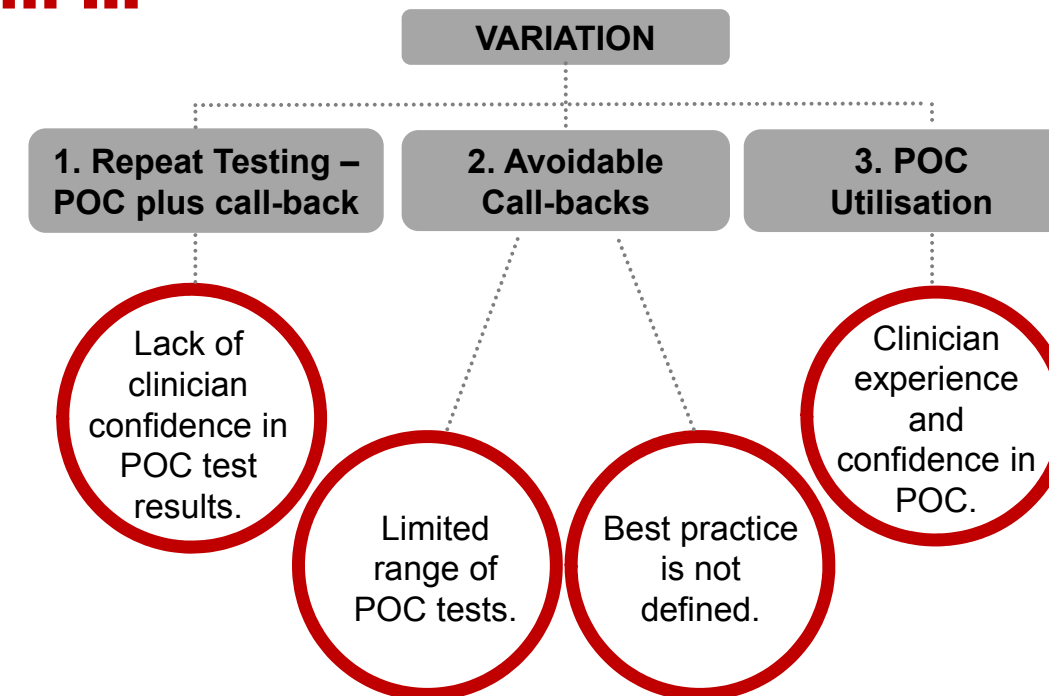 VARIATION
1. Repeat Testing –
POC plus call-back
2. Avoidable
Call-backs
3. POC
Utilisation
Lack of
clinician
confidence in
POC test
results.
Limited
range of
POC tests.
Best practice
is not
defined.
Clinician
experience
and
confidence in
POC.